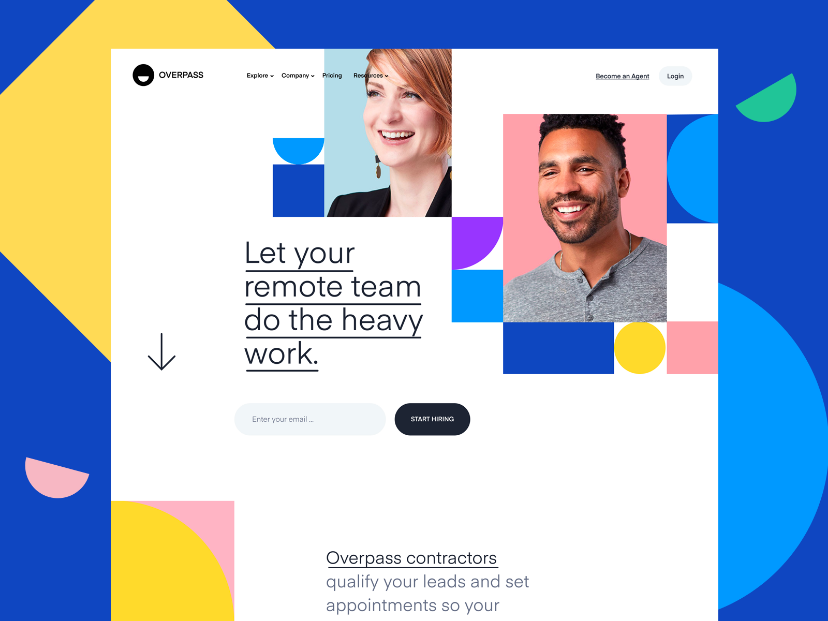 OVERPASS
Explore
Company
Pricing
Resources
Become an Agent
Login
Let your
remote team
do the heavy
work.
Enter your email ...
START HIRING
Overpass contractors
qualify your leads and set
appointments so your